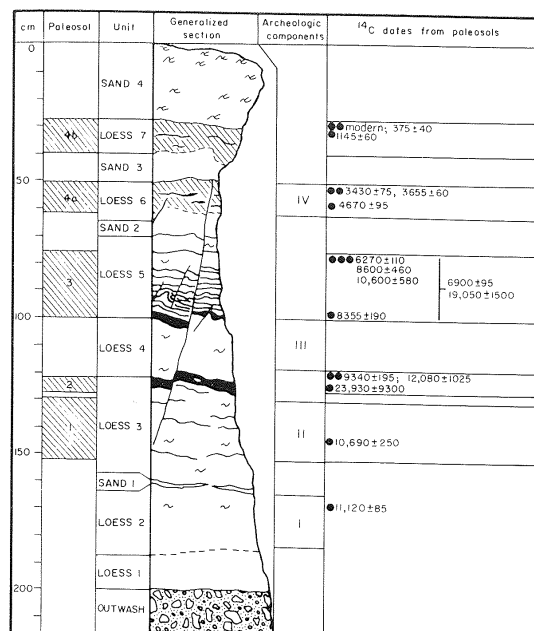 cm Paleosol Unit Generalized section Archeologic components 14C dates from paleosols
0
SAND 4
4b LOESS 7 modern; 375±40
1145±60
SAND 3
50
4a LOESS 6 IV 3430±75, 3655±60
4670±95
SAND 2
3 LOESS 5 6270±110
8600±460
10,600±580
6900±95
19,050±1500
100 8355±190
LOESS 4 III
2 9340±195; 12,080±1025
23,930±9300
1 LOESS 3 II 10,690±250
150
SAND 1
LOESS 2 I 11,120±85
LOESS 1
200
OUTWASH